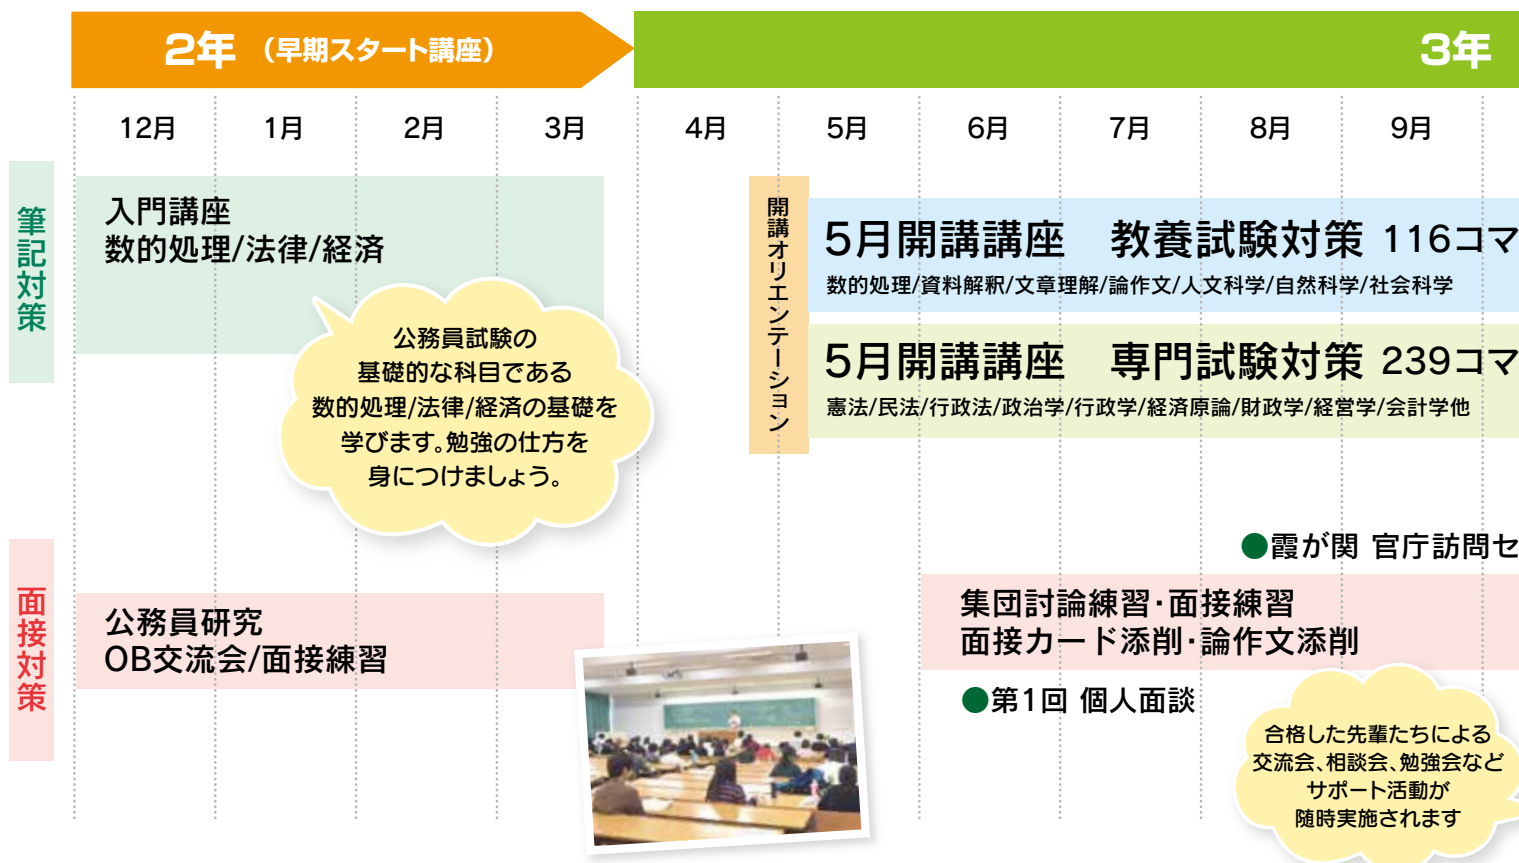 2年 (早期スタート講座)
3年
12月
1月
2月
3月
4月
5月
6月
7月
8月
9月
筆記対策
入門講座
数的処理/法律/経済
公務員試験の
基礎的な科目である
数的処理/法律/経済の基礎を
学びます。勉強の仕方を
身につけましょう。
開講オリエンテーション
5月開講講座 教養試験対策 116コマ
数的処理/資料解釈/文章理解/論作文/人文科学/自然科学/社会科学
5月開講講座 専門試験対策 239コマ
憲法/民法/行政法/政治学/行政学/経済原論/財政学/経営学/会計学他
面接対策
公務員研究
OB交流会/面接練習
●霞が関 官庁訪問セ
集団討論練習・面接練習
面接カード添削・論作文添削
●第1回 個人面談
合格した先輩たちによる
交流会、相談会、勉強会など
サポート活動が
随時実施されます